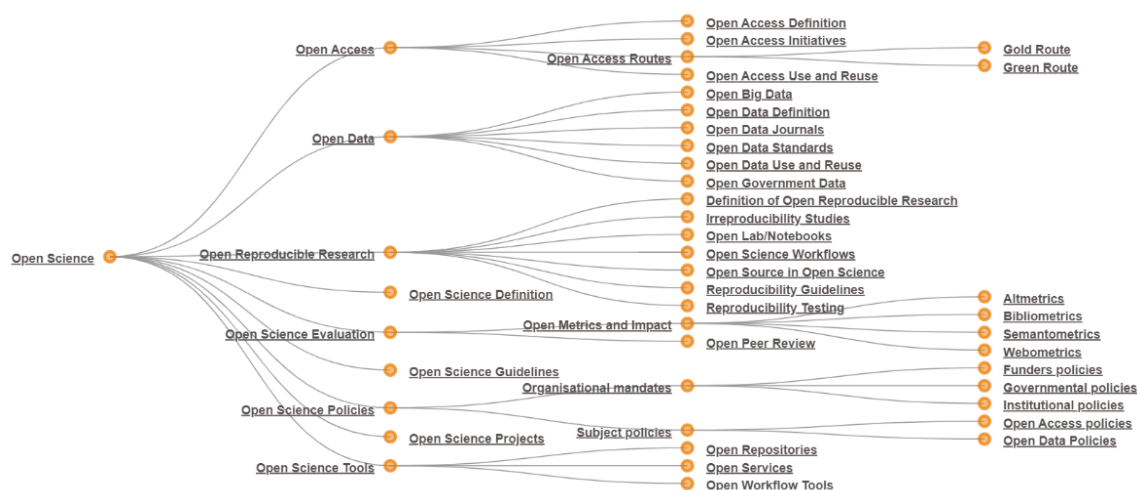 Open Science
Open Access
Open Access Definition
Open Access Initiatives
Open Access Routes
Gold Route
Green Route
Open Access Use and Reuse
Open Data
Open Big Data
Open Data Definition
Open Data Journals
Open Data Standards
Open Data Use and Reuse
Open Government Data
Open Reproducible Research
Definition of Open Reproducible Research
Irreproducibility Studies
Open Lab/Notebooks
Open Science Workflows
Open Source in Open Science
Reproducibility Guidelines
Reproducibility Testing
Open Science Definition
Open Science Evaluation
Open Metrics and Impact
Altmetrics
Bibliometrics
Semantometrics
Webometrics
Open Peer Review
Open Science Guidelines
Open Science Policies
Organisational mandates
Funders policies
Governmental policies
Institutional policies
Subject policies
Open Access policies
Open Data Policies
Open Science Projects
Open Science Tools
Open Repositories
Open Services
Open Workflow Tools